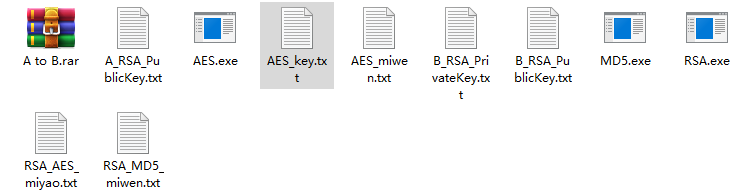 A to B.rar
A_RSA_Pu
blicKey.txt
AES.exe
AES_key.tx
t
AES_miwe
n.txt
B_RSA_Pri
vateKey.tx
t
B_RSA_Pu
blicKey.txt
MD5.exe
RSA.exe
RSA_AES_
miyao.txt
RSA_MD5_
miwen.txt